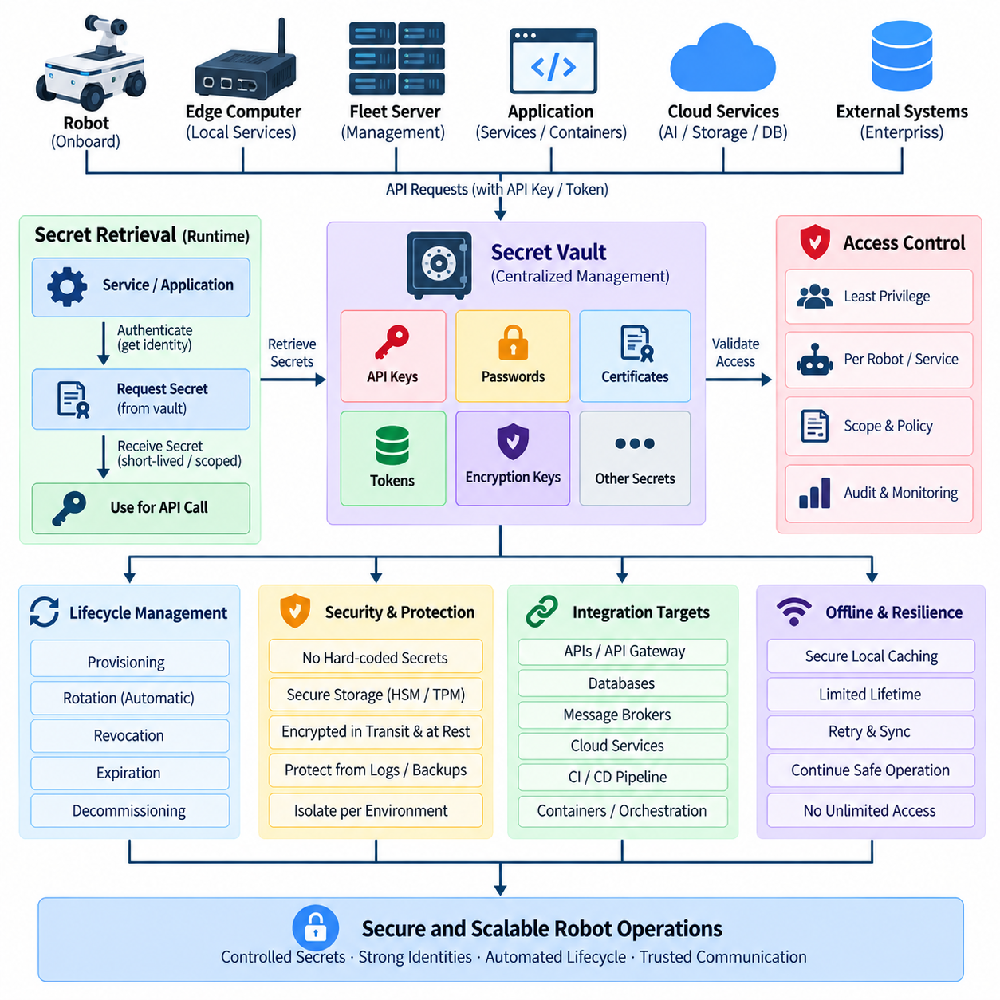 Robot
(Onboard)
Edge Computer
(Local Services)
Fleet Server
(Management)
Application
(Services / Containers)
Cloud Services
(AI / Storage / DB)
External Systems
(Enterpriss)
API Requests (with API Key / Token)
Secret Retrieval (Runtime)
Service / Application
Authenticate
(get identity)
Request Secret
(from vault)
Receive Secret
(short-lived / scoped)
Use for API Call
Retrieve
Secrets
Secret Vault
(Centralized Management)
API Keys
Passwords
Certificates
Tokens
Encryption Keys
Other Secrets
Validate
Access
Access Control
Least Privilege
Per Robot / Service
Scope & Policy
Audit & Monitoring
Lifecycle Management
Provisioning
Rotation (Automatic)
Revocation
Expiration
Decommissioning
Security & Protection
No Hard-coded Secrets
Secure Storage (HSM / TPM)
Encrypted in Transit & at Rest
Protect from Logs / Backups
Isolate per Environment
Integration Targets
APIs / API Gateway
Databases
Message Brokers
Cloud Services
CI / CD Pipeline
Containers / Orchestration
Offline & Resilience
Secure Local Caching
Limited Lifetime
Retry & Sync
Continue Safe Operation
No Unlimited Access
Secure and Scalable Robot Operations
Controlled Secrets · Strong Identities · Automated Lifecycle · Trusted Communication